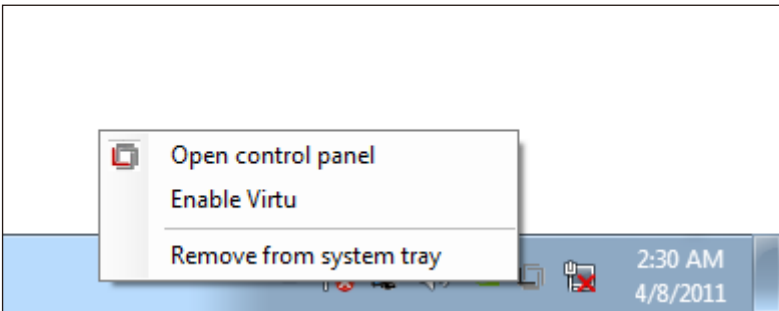 Open control panel
Enable Virtu
Remove from system tray
2:30 AM
4/8/2011